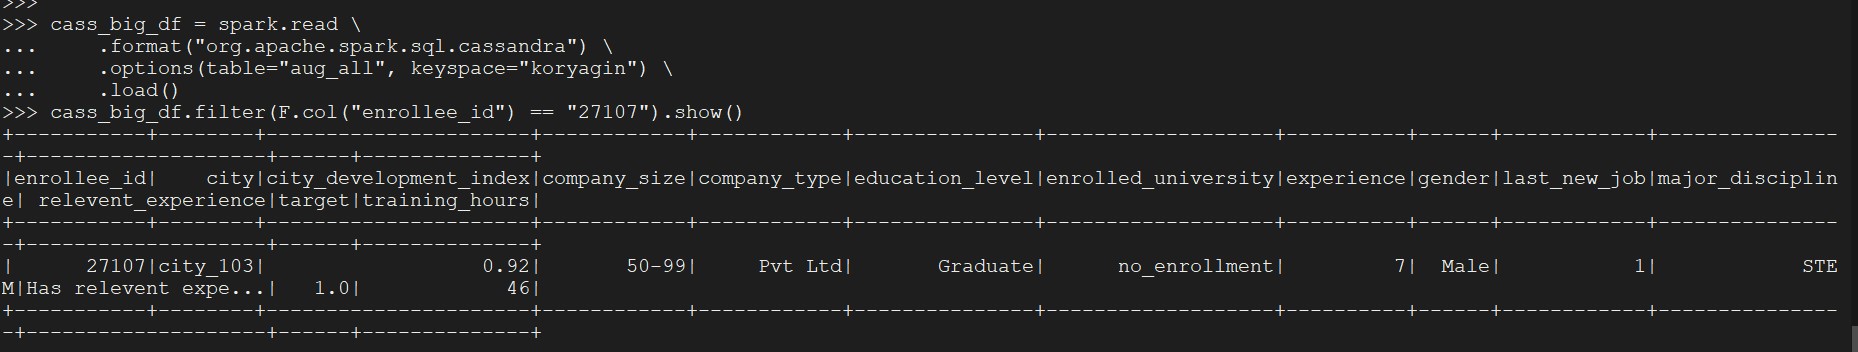 >>>
>>> cass_big_df = spark.read \
...     .format("org.apache.spark.sql.cassandra") \
...     .options(table="aug_all", keyspace="koryagin") \
...     .load()
>>> cass_big_df.filter(F.col("enrollee_id") == "27107").show()
+-----------+--------+----------------------+------------+------------+---------------+-------------------+----------+------+------------+---------------
-+--------------------+------+--------------+
|enrollee_id|    city|city_development_index|company_size|company_type|education_level|enrolled_university|experience|gender|last_new_job|major_disciplin
e| relevent_experience|target|training_hours|
+-----------+--------+----------------------+------------+------------+---------------+-------------------+----------+------+------------+---------------
-+--------------------+------+--------------+
|      27107|city_103|                  0.92|       50-99|     Pvt Ltd|       Graduate|      no_enrollment|         7|  Male|           1|            STE
M|Has relevent expe...|   1.0|            46|
+-----------+--------+----------------------+------------+------------+---------------+-------------------+----------+------+------------+---------------
-+--------------------+------+--------------+